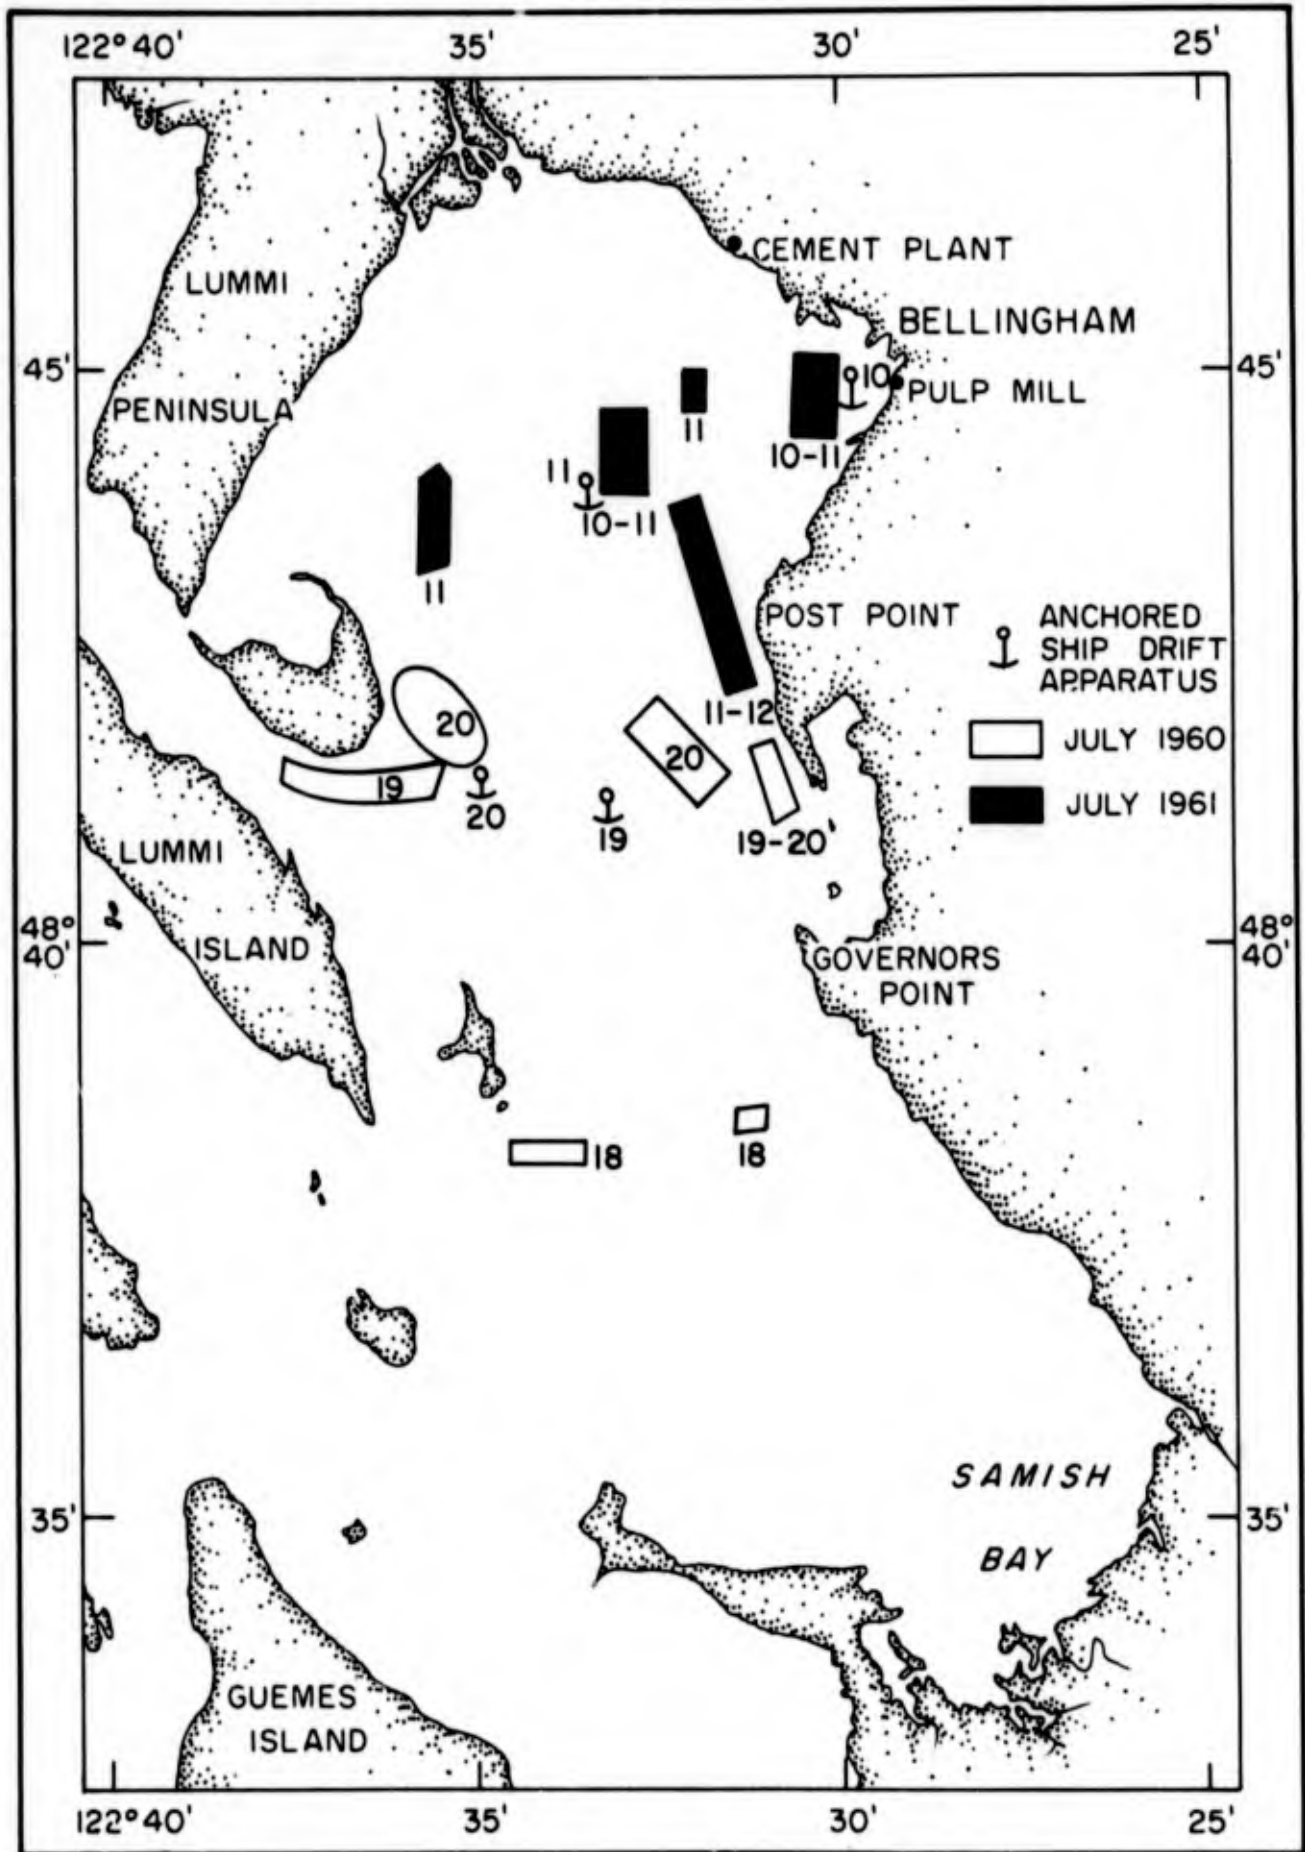 122° 40'
35'
30'
25'
CEMENT PLANT
LUMMI
BELLINGHAM
45'
45'
10
PULP MILL
PENINSULA
11
10-11
11
10-11
11
POST POINT
ANCHORED
SHIP DRIFT
APPARATUS
11-12
20
20
JULY 1960
19
JULY 1961
20
19
19-20
LUMMI
48°
40'
48°
40'
ISLAND
GOVERNORS
POINT
18
18
SAMISH
35'
35'
BAY
GUEMES
ISLAND
122° 40'
35'
30'
25'